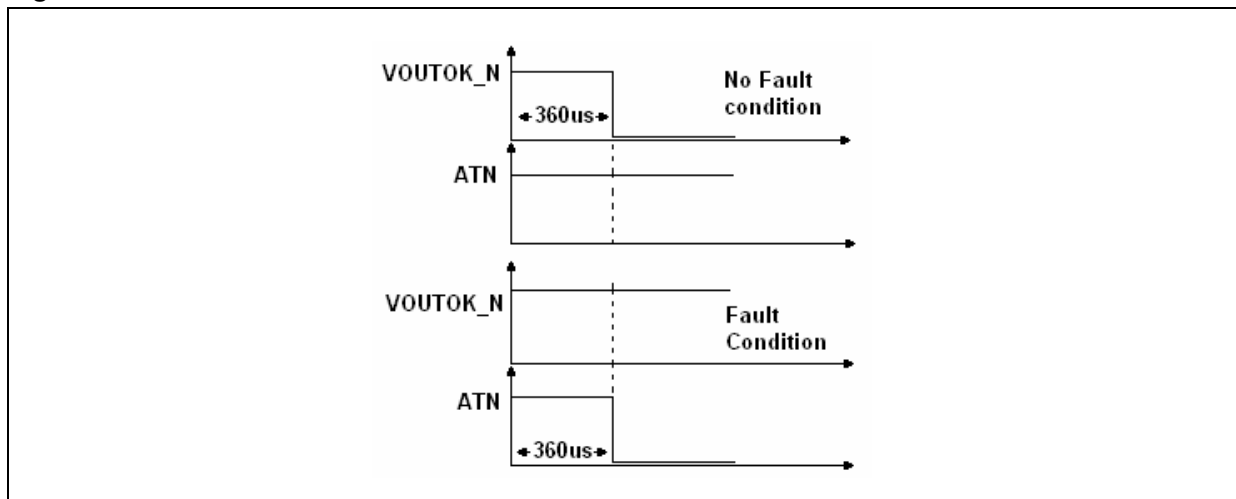 VOUTOK_N
No Fault
condition
360us
ATN
VOUTOK_N
Fault
Condition
ATN
360us